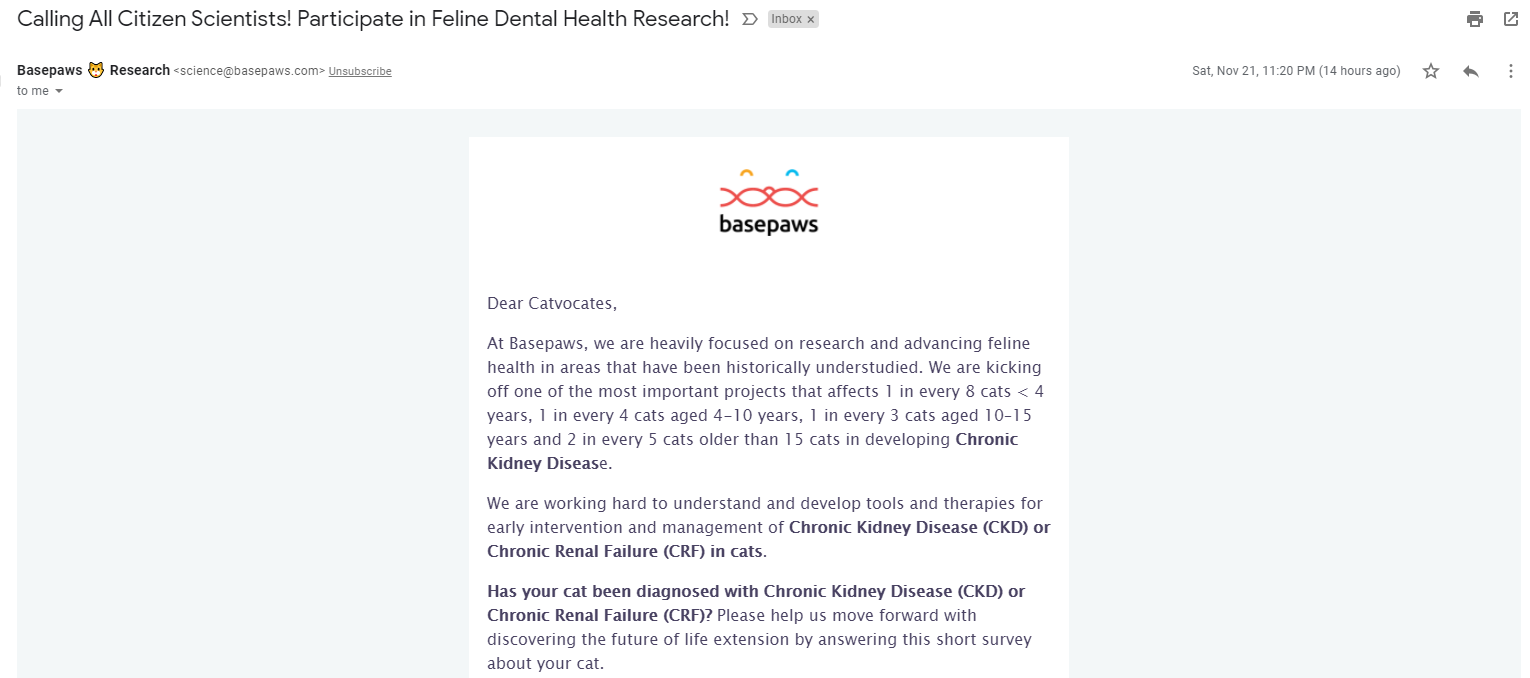 Calling All Citizen Scientists! Participate in Feline Dental Health Research! Inbox ×
Basepaws 🐱 Research <science@basepaws.com> Unsubscribe
Sat, Nov 21, 11:20 PM (14 hours ago)
to me
basepaws
Dear Catvocates,
At Basepaws, we are heavily focused on research and advancing feline
health in areas that have been historically understudied. We are kicking
off one of the most important projects that affects 1 in every 8 cats < 4
years, 1 in every 4 cats aged 4–10 years, 1 in every 3 cats aged 10–15
years and 2 in every 5 cats older than 15 cats in developing Chronic
Kidney Disease.
We are working hard to understand and develop tools and therapies for
early intervention and management of Chronic Kidney Disease (CKD) or
Chronic Renal Failure (CRF) in cats.
Has your cat been diagnosed with Chronic Kidney Disease (CKD) or
Chronic Renal Failure (CRF)? Please help us move forward with
discovering the future of life extension by answering this short survey
about your cat.